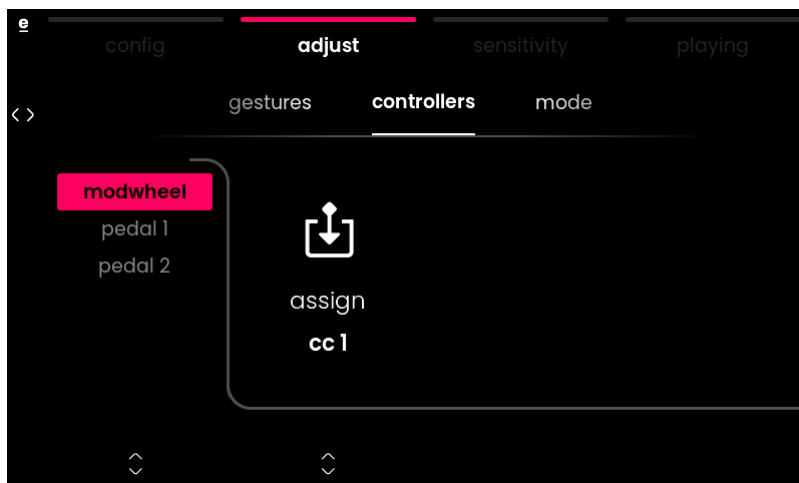 e
config adjust sensitivity playing
gestures controllers mode
modwheel
pedal 1
pedal 2
assign
cc 1